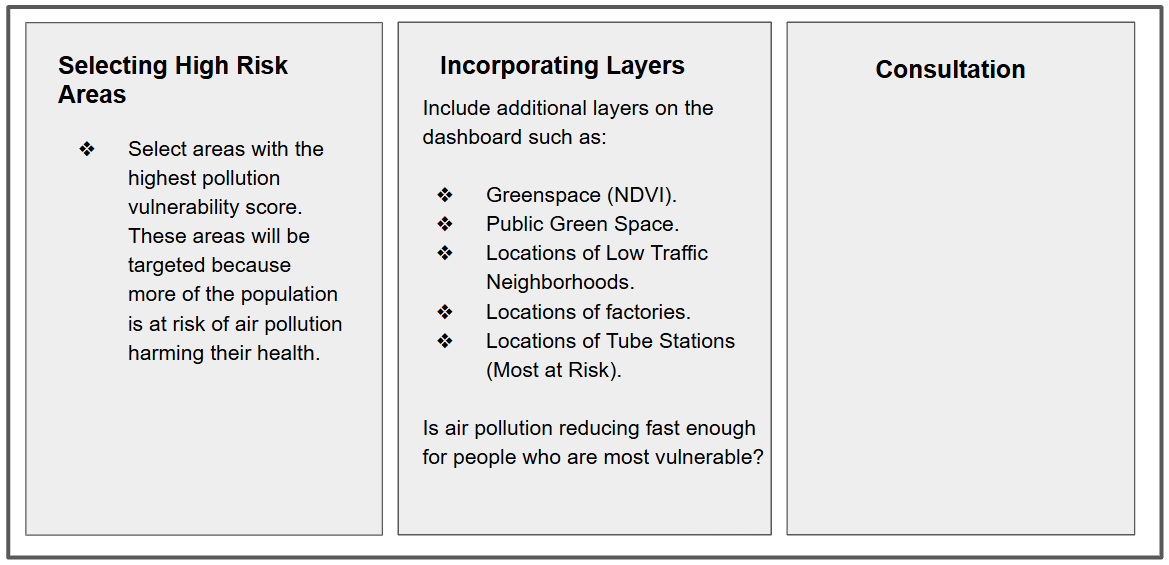 Selecting High Risk
Areas
❖ Select areas with the
highest pollution
vulnerability score.
These areas will be
targeted because
more of the population
is at risk of air pollution
harming their health.
Incorporating Layers
Include additional layers on the
dashboard such as:
❖ Greenspace (NDVI).
❖ Public Green Space.
❖ Locations of Low Traffic
Neighborhoods.
❖ Locations of factories.
❖ Locations of Tube Stations
(Most at Risk).
Is air pollution reducing fast enough
for people who are most vulnerable?
Consultation